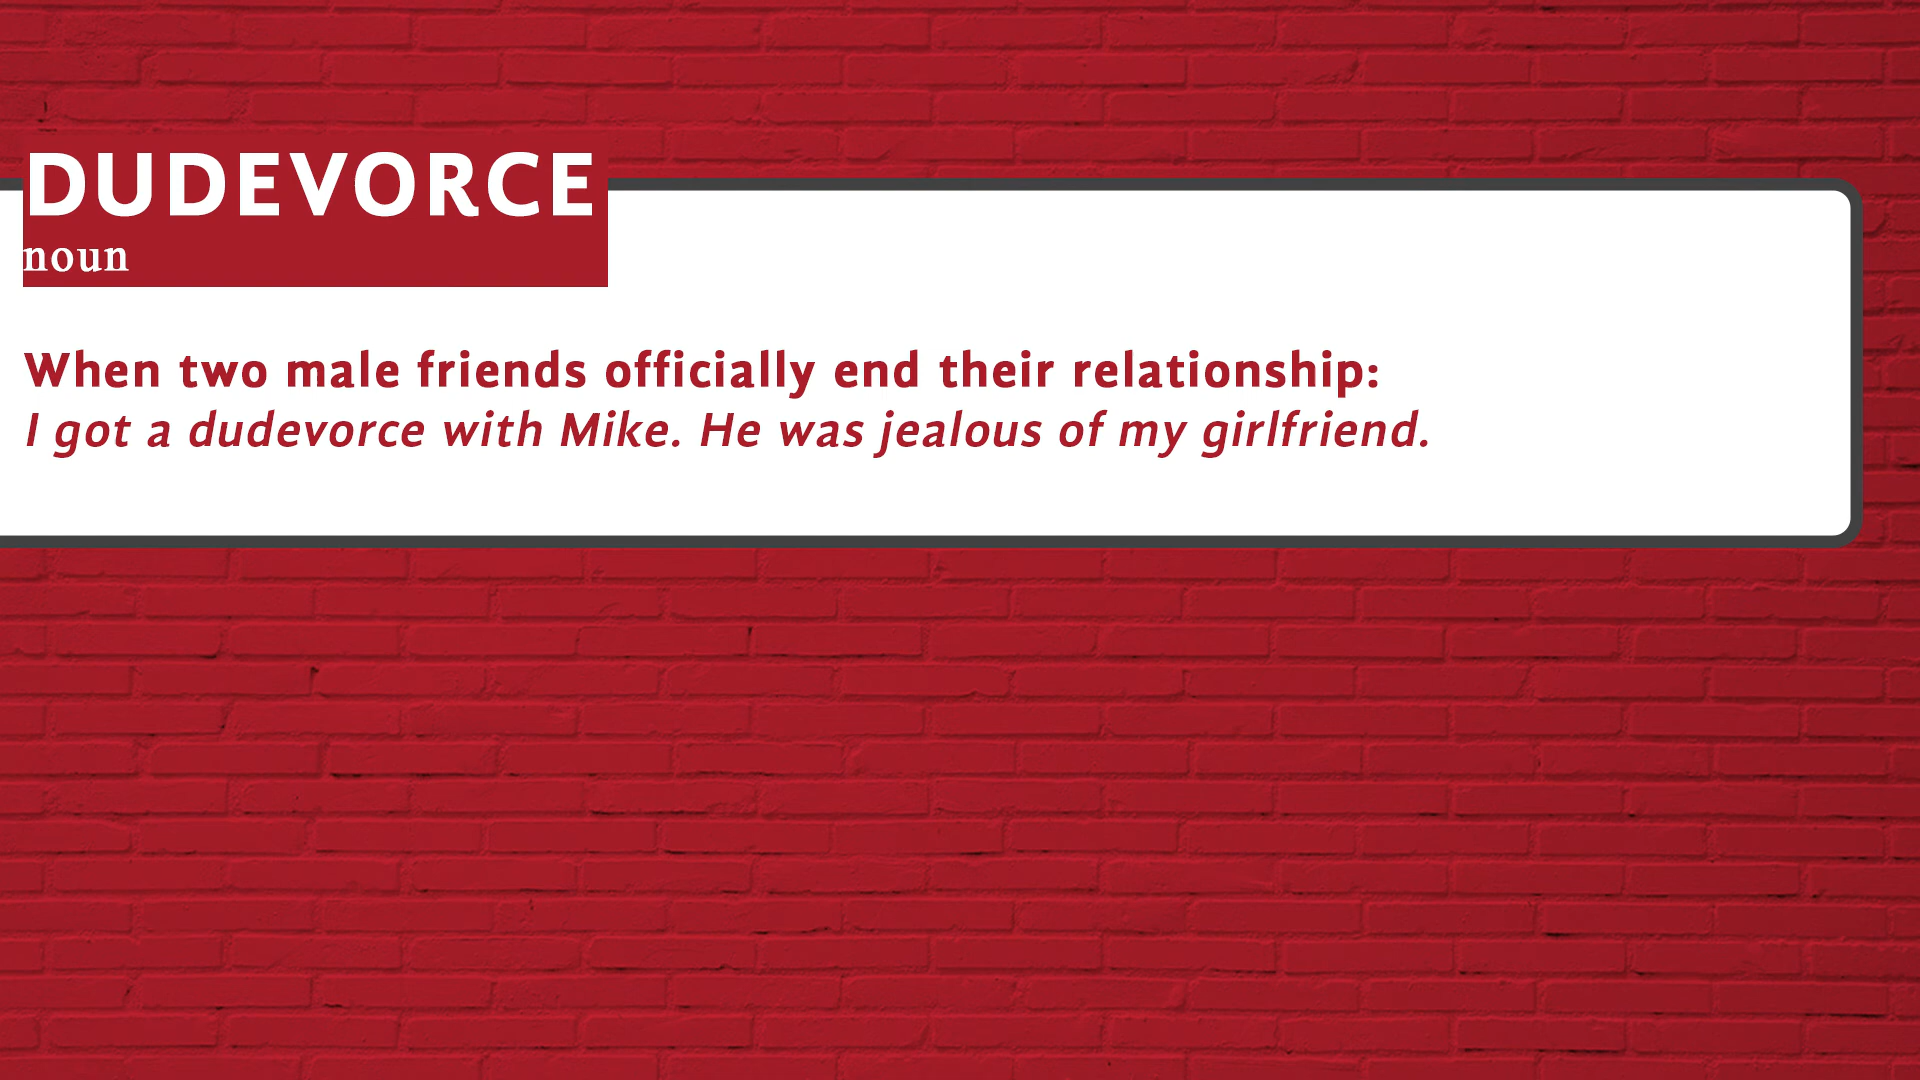 DUDEVORCE
noun
When two male friends officially end their relationship:
I got a dudevorce with Mike. He was jealous of my girlfriend.